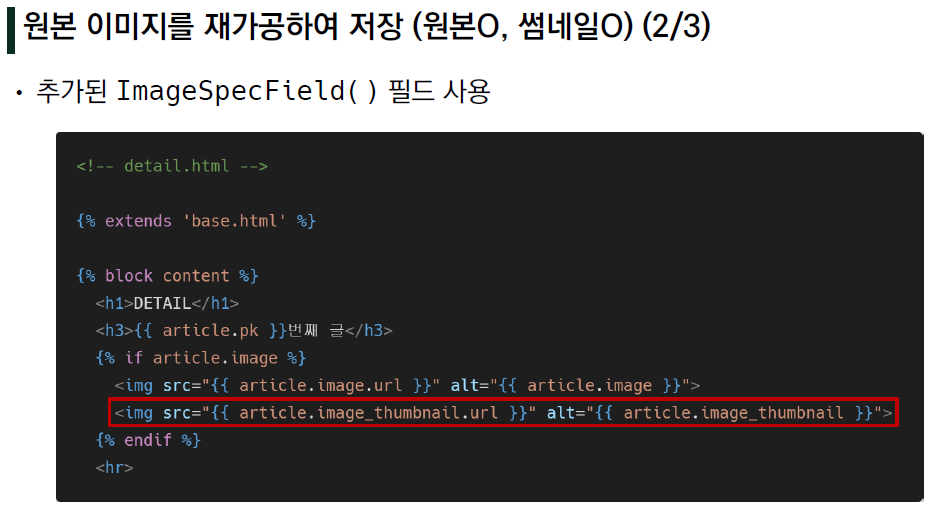 원본 이미지를 재가공하여 저장 (원본O, 썸네일O) (2/3)
• 추가된 ImageSpecField() 필드 사용
<!-- detail.html -->
{% extends 'base.html' %}
{% block content %}
<h1>DETAIL</h1>
<h3>{{ article.pk }}번째 글</h3>
{% if article.image %}
<img src="{{ article.image.url }}" alt="{{ article.image }}">
<img src="{{ article.image_thumbnail.url }}" alt="{{ article.image_thumbnail }}">
{% endif %}
<hr>